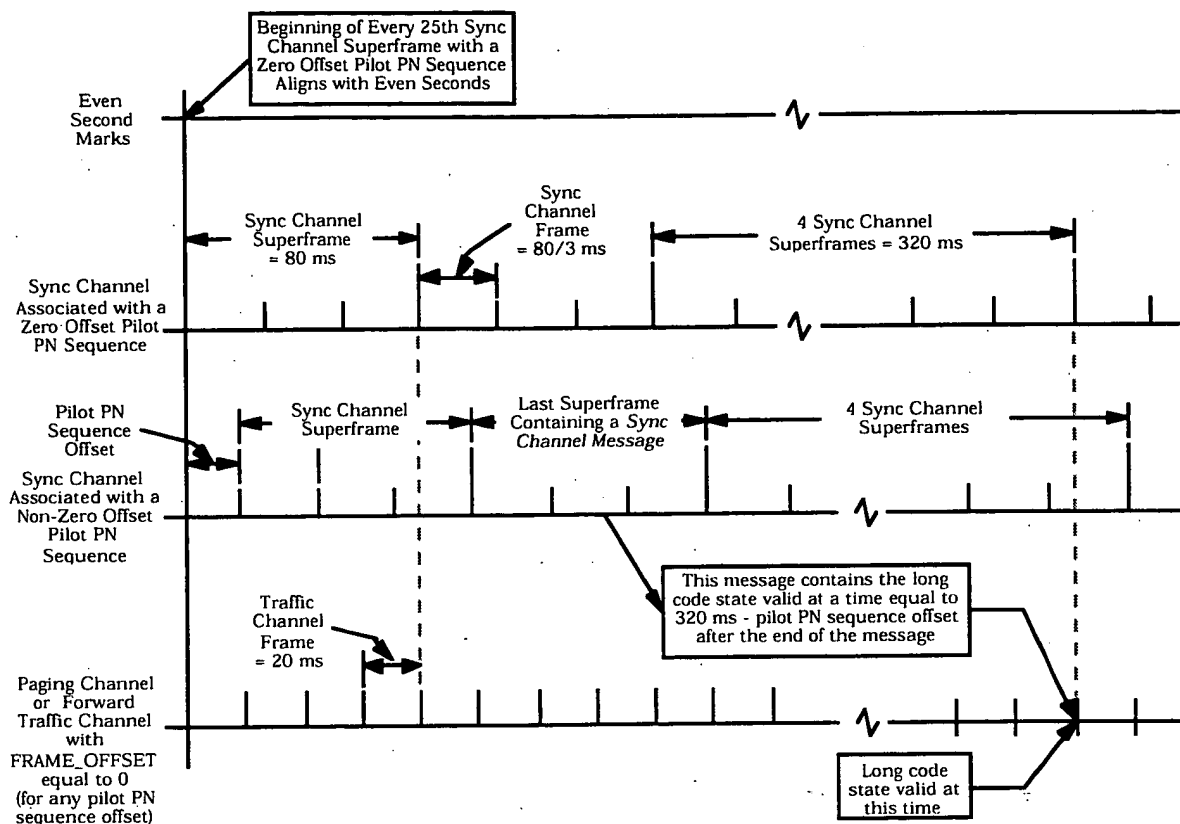 Beginning of Every 25th Sync
Channel Superframe with a
Zero Offset Pilot PN Sequence
Aligns with Even Seconds
Even
Second
Marks
Sync Channel
Superframe
= 80 ms
Sync
Channel
Frame
= 80/3 ms
4 Sync Channel
Superframes = 320 ms
Sync Channel
Associated with a
Zero Offset Pilot
PN Sequence
Pilot PN
Sequence
Offset
Sync Channel
Superframe
Last Superframe
Containing a Sync
Channel Message
4 Sync Channel
Superframes
Sync Channel
Associated with a
Non-Zero Offset
Pilot PN
Sequence
This message contains the long
code state valid at a time equal to
320 ms - pilot PN sequence offset
after the end of the message
Traffic
Channel
Frame
= 20 ms
Paging Channel
or Forward
Traffic Channel
with
FRAME_OFFSET
equal to 0
(for any pilot PN
sequence offset)
Long code
state valid at
this time